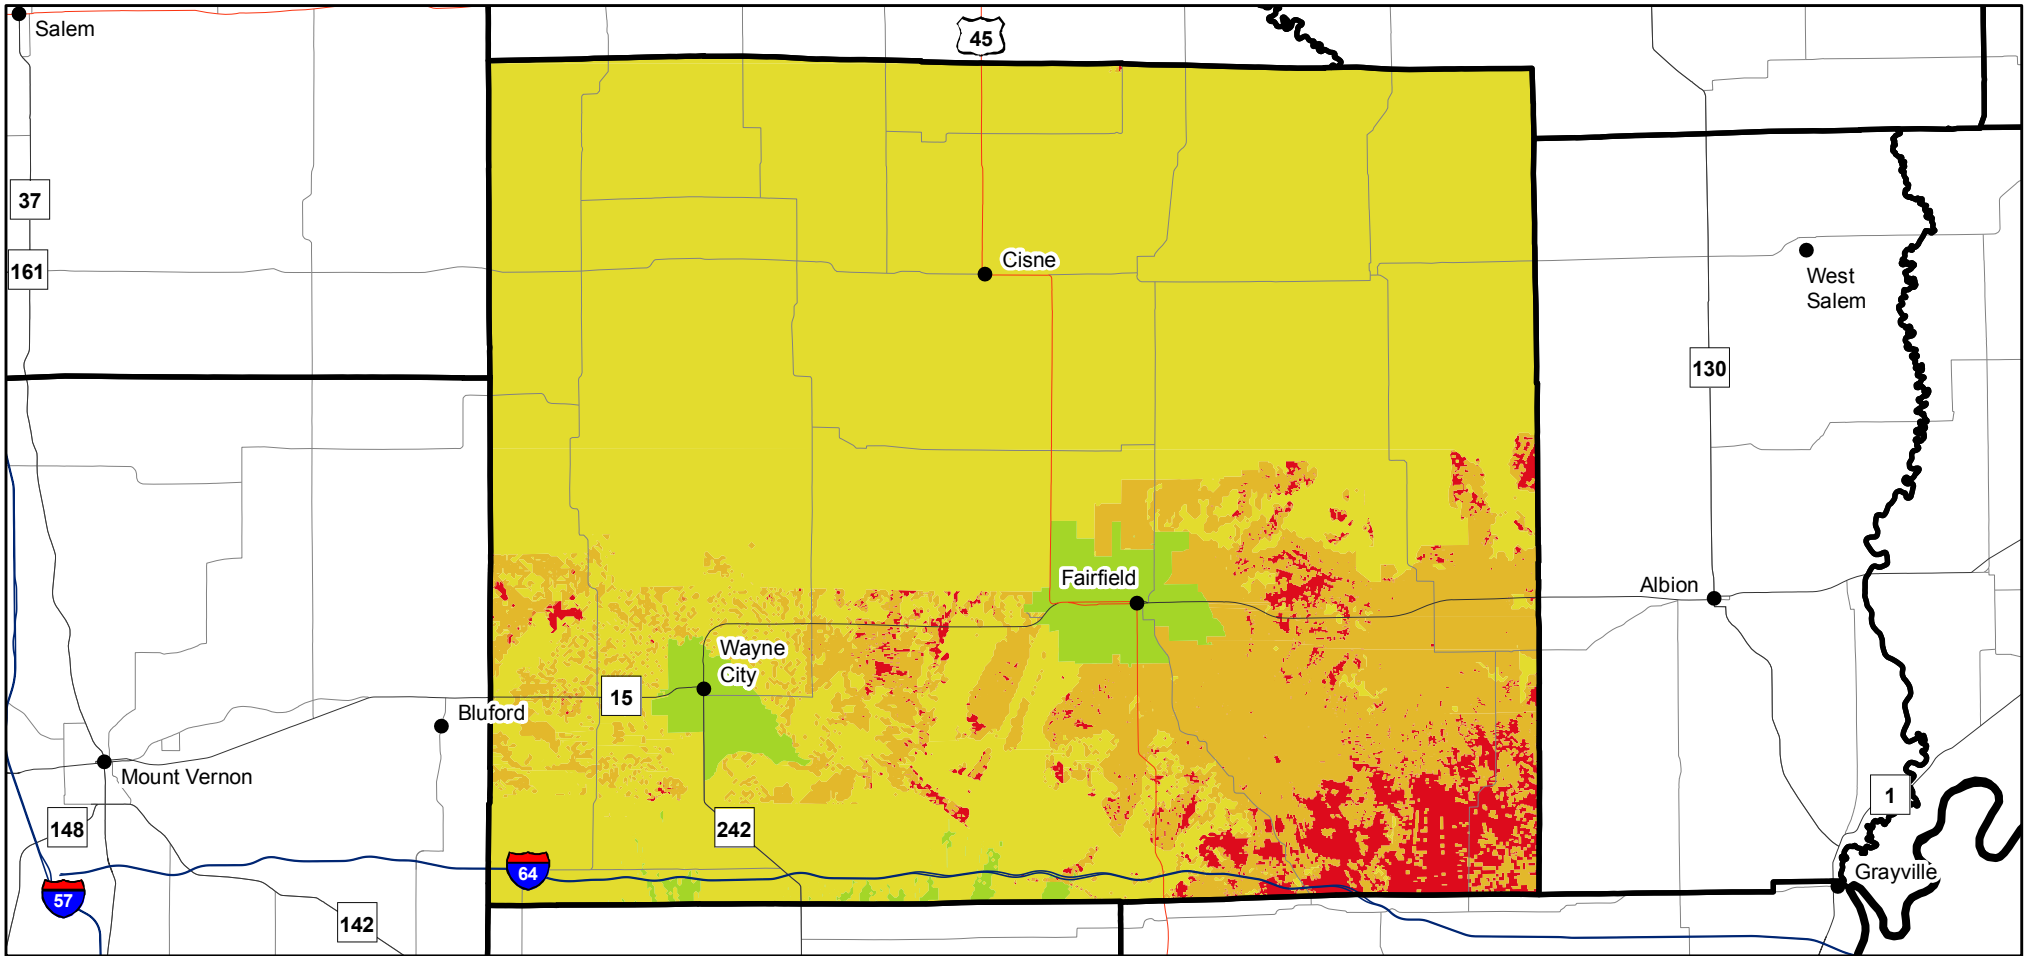 Salem
45
37
161
Cisne
West
Salem
130
Fairfield
Albion
Wayne
City
15
Bluford
Mount Vernon
148
242
1
64
Grayville
57
142